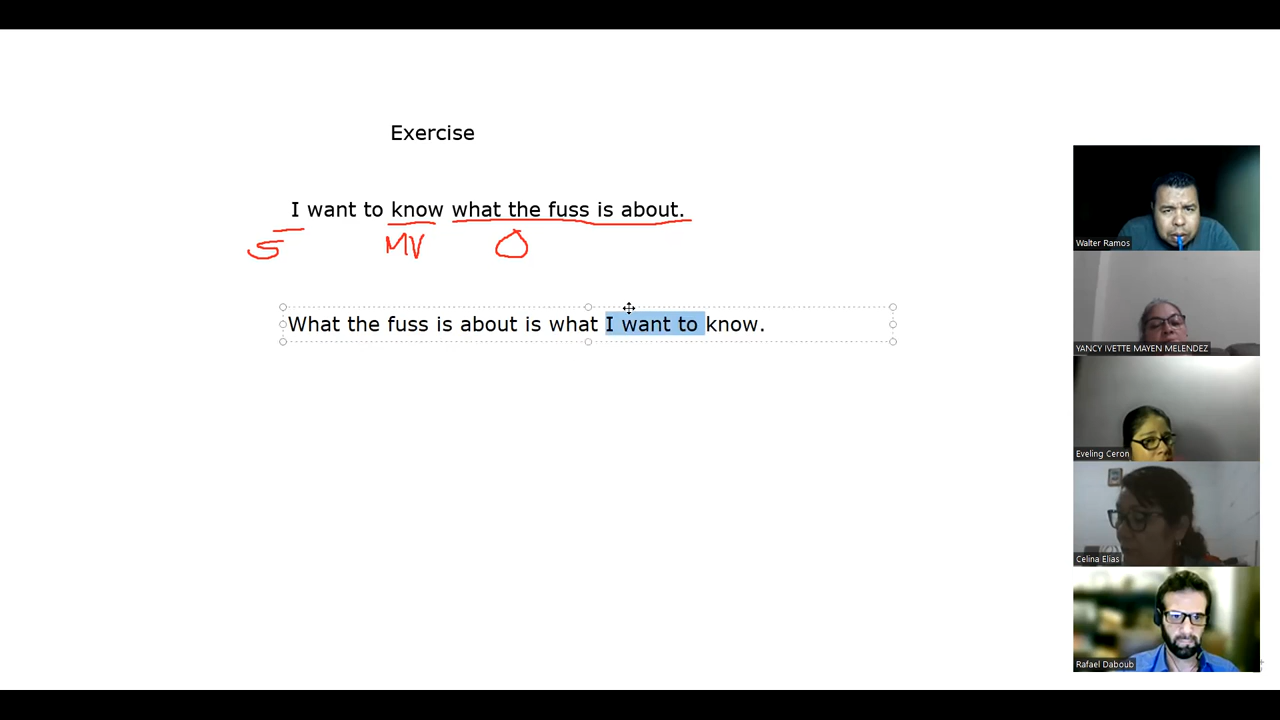 Exercise
I want to know what the fuss is about.
S MV O
What the fuss is about is what I want to know.
Walter Ramos
YANCY IVETTE MAYEN MELENDEZ
Eveling Ceron
Celina Elias
Rafael Daboub